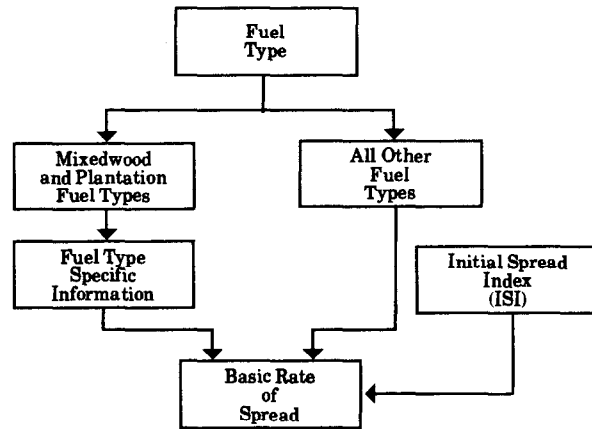 Fuel
Type
Mixedwood
and Plantation
Fuel Types
All Other
Fuel
Types
Fuel Type
Specific
Information
Initial Spread
Index
(ISI)
Basic Rate
of
Spread